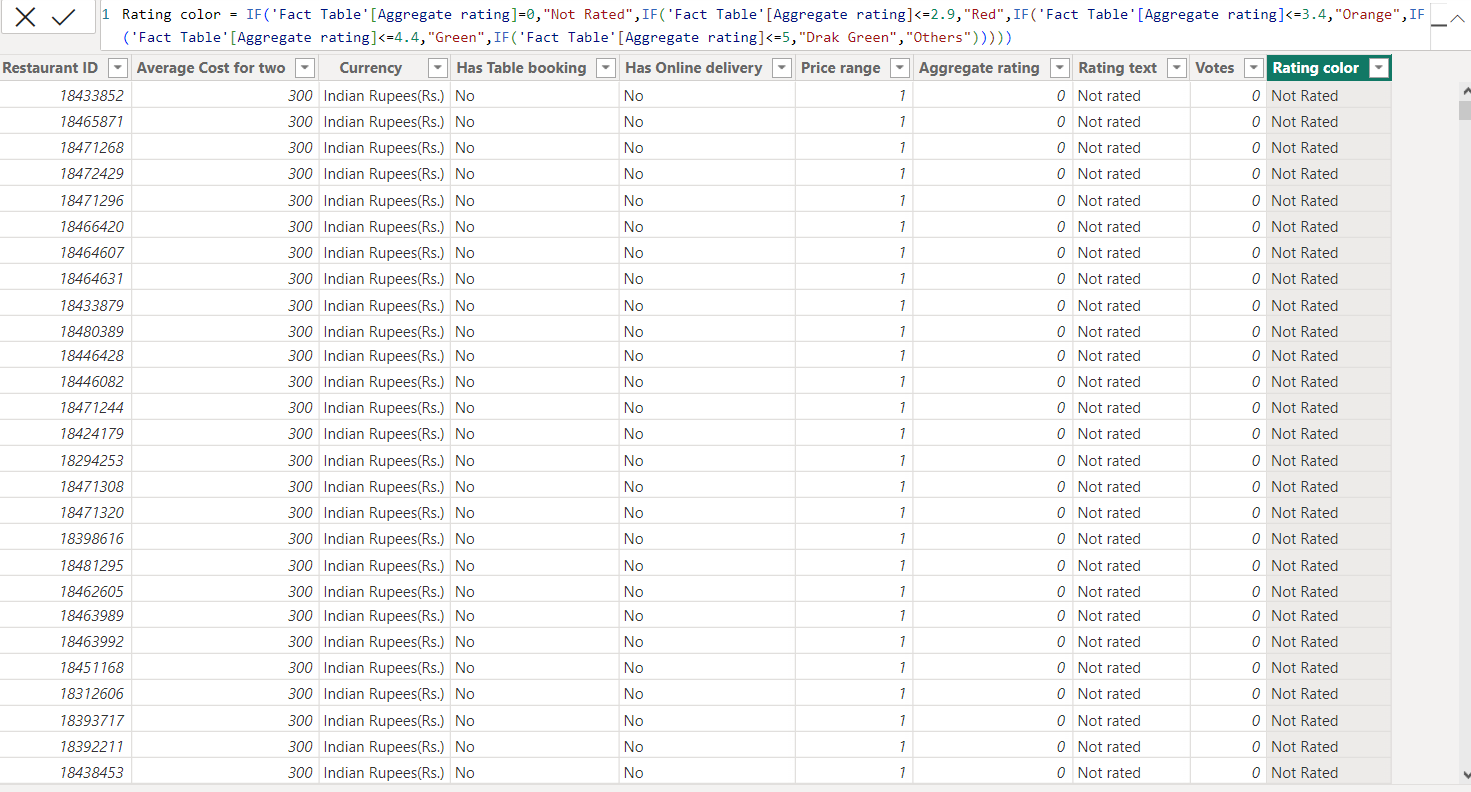 1 Rating color = IF('Fact Table'[Aggregate rating]=0,"Not Rated",IF('Fact Table'[Aggregate rating]<=2.9,"Red",IF('Fact Table'[Aggregate rating]<=3.4,"Orange",IF
('Fact Table'[Aggregate rating]<=4.4,"Green",IF('Fact Table'[Aggregate rating]<=5,"Drak Green","Others")))))
Restaurant ID Average Cost for two Currency Has Table booking Has Online delivery Price range Aggregate rating Rating text Votes Rating color
18433852 300 Indian Rupees(Rs.) No No 1 0 Not rated 0 Not Rated
18465871 300 Indian Rupees(Rs.) No No 1 0 Not rated 0 Not Rated
18471268 300 Indian Rupees(Rs.) No No 1 0 Not rated 0 Not Rated
18472429 300 Indian Rupees(Rs.) No No 1 0 Not rated 0 Not Rated
18471296 300 Indian Rupees(Rs.) No No 1 0 Not rated 0 Not Rated
18466420 300 Indian Rupees(Rs.) No No 1 0 Not rated 0 Not Rated
18464607 300 Indian Rupees(Rs.) No No 1 0 Not rated 0 Not Rated
18464631 300 Indian Rupees(Rs.) No No 1 0 Not rated 0 Not Rated
18433879 300 Indian Rupees(Rs.) No No 1 0 Not rated 0 Not Rated
18480389 300 Indian Rupees(Rs.) No No 1 0 Not rated 0 Not Rated
18446428 300 Indian Rupees(Rs.) No No 1 0 Not rated 0 Not Rated
18446082 300 Indian Rupees(Rs.) No No 1 0 Not rated 0 Not Rated
18471244 300 Indian Rupees(Rs.) No No 1 0 Not rated 0 Not Rated
18424179 300 Indian Rupees(Rs.) No No 1 0 Not rated 0 Not Rated
18294253 300 Indian Rupees(Rs.) No No 1 0 Not rated 0 Not Rated
18471308 300 Indian Rupees(Rs.) No No 1 0 Not rated 0 Not Rated
18471320 300 Indian Rupees(Rs.) No No 1 0 Not rated 0 Not Rated
18398616 300 Indian Rupees(Rs.) No No 1 0 Not rated 0 Not Rated
18481295 300 Indian Rupees(Rs.) No No 1 0 Not rated 0 Not Rated
18462605 300 Indian Rupees(Rs.) No No 1 0 Not rated 0 Not Rated
18463989 300 Indian Rupees(Rs.) No No 1 0 Not rated 0 Not Rated
18463992 300 Indian Rupees(Rs.) No No 1 0 Not rated 0 Not Rated
18451168 300 Indian Rupees(Rs.) No No 1 0 Not rated 0 Not Rated
18312606 300 Indian Rupees(Rs.) No No 1 0 Not rated 0 Not Rated
18393717 300 Indian Rupees(Rs.) No No 1 0 Not rated 0 Not Rated
18392211 300 Indian Rupees(Rs.) No No 1 0 Not rated 0 Not Rated
18438453 300 Indian Rupees(Rs.) No No 1 0 Not rated 0 Not Rated